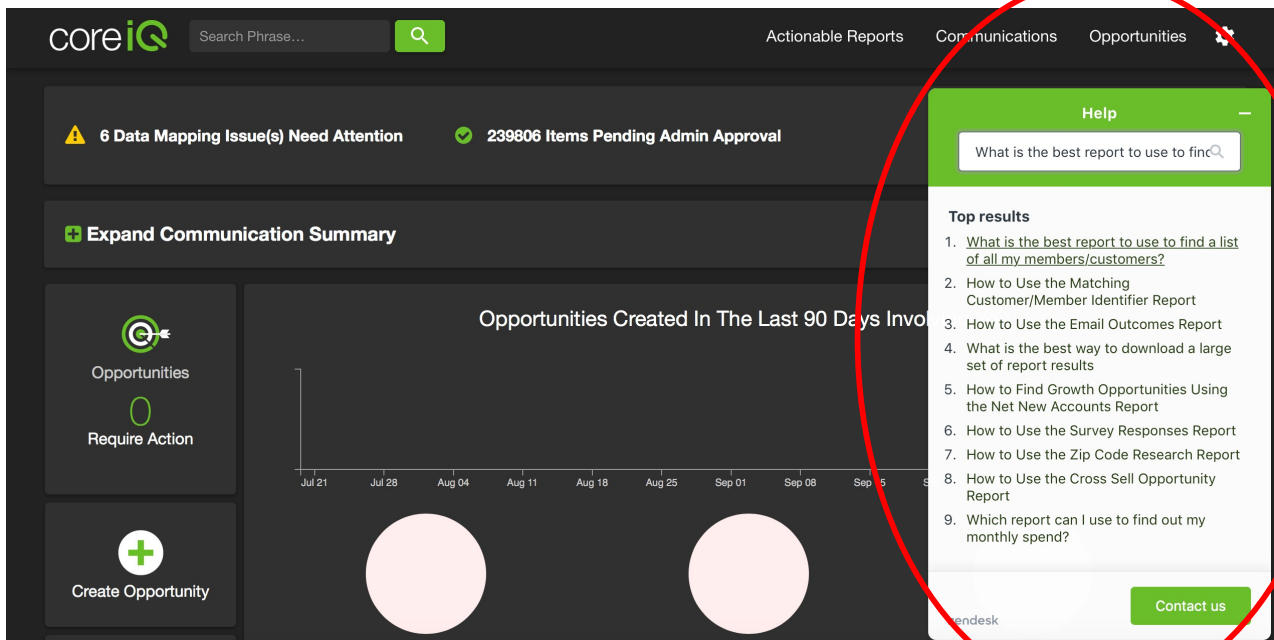 core iQ
Search Phrase...
Actionable Reports
Communications
Opportunities
6 Data Mapping Issue(s) Need Attention
239806 Items Pending Admin Approval
Expand Communication Summary
Opportunities
0
Require Action
Create Opportunity
Opportunities Created In The Last 90 Days
Jul 21
Jul 28
Aug 04
Aug 11
Aug 18
Aug 25
Sep 01
Sep 08
Help
What is the best report to use to find
Top results
1. What is the best report to use to find a list
of all my members/customers?
2. How to Use the Matching
Customer/Member Identifier Report
3. How to Use the Email Outcomes Report
4. What is the best way to download a large
set of report results
5. How to Find Growth Opportunities Using
the Net New Accounts Report
6. How to Use the Survey Responses Report
7. How to Use the Zip Code Research Report
8. How to Use the Cross Sell Opportunity
Report
9. Which report can I use to find out my
monthly spend?
zendesk
Contact us